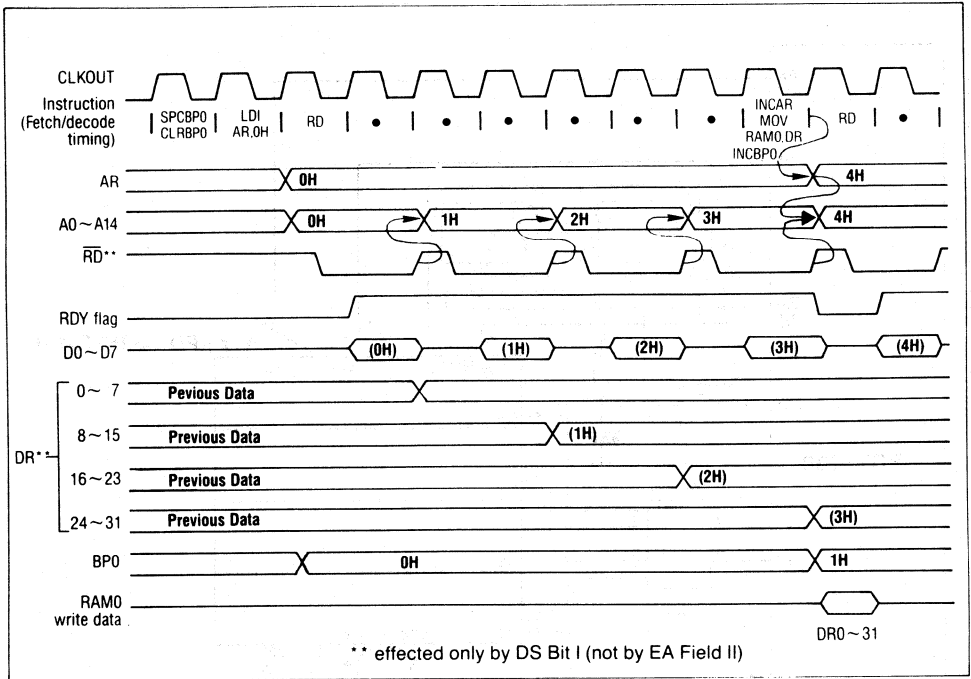 CLKOUT
Instruction
(Fetch/decode
timing)
| SPCBP0 CLRBP0 | LDI AR,0H | RD | • | • | • | • | • | • | INCAR MOV RAM0,DR INCBP0 | RD | •
AR 0H 4H
A0~A14 0H 1H 2H 3H 4H
RD**
RDY flag
D0~D7 (0H) (1H) (2H) (3H) (4H)
DR**
0~ 7 Pevious Data
8~15 Previous Data (1H)
16~23 Previous Data (2H)
24~31 Previous Data (3H)
BP0 0H 1H
RAM0
write data
DR0~31
** effected only by DS Bit I (not by EA Field II)